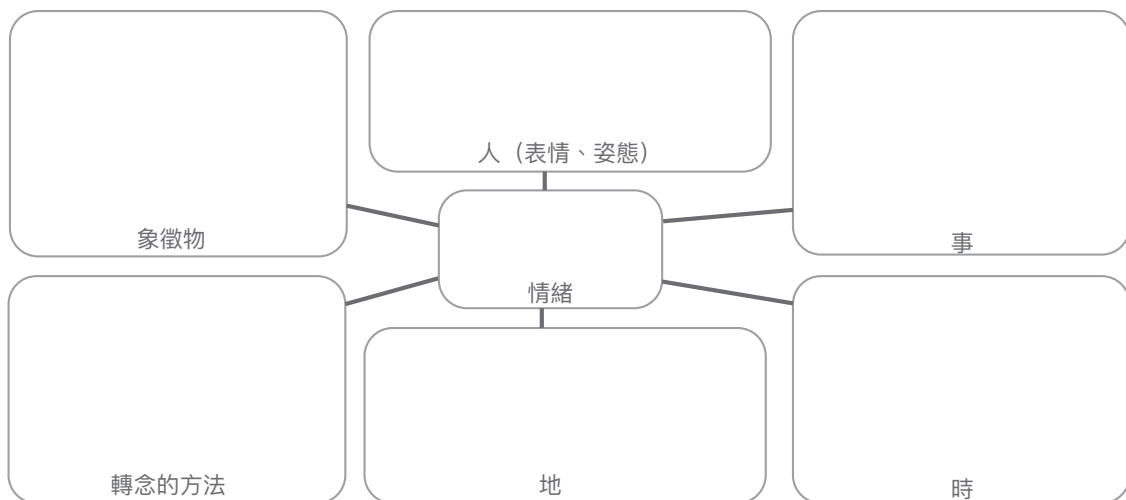 人（表情、姿態）
象徵物
事
情緒
轉念的方法
地
時